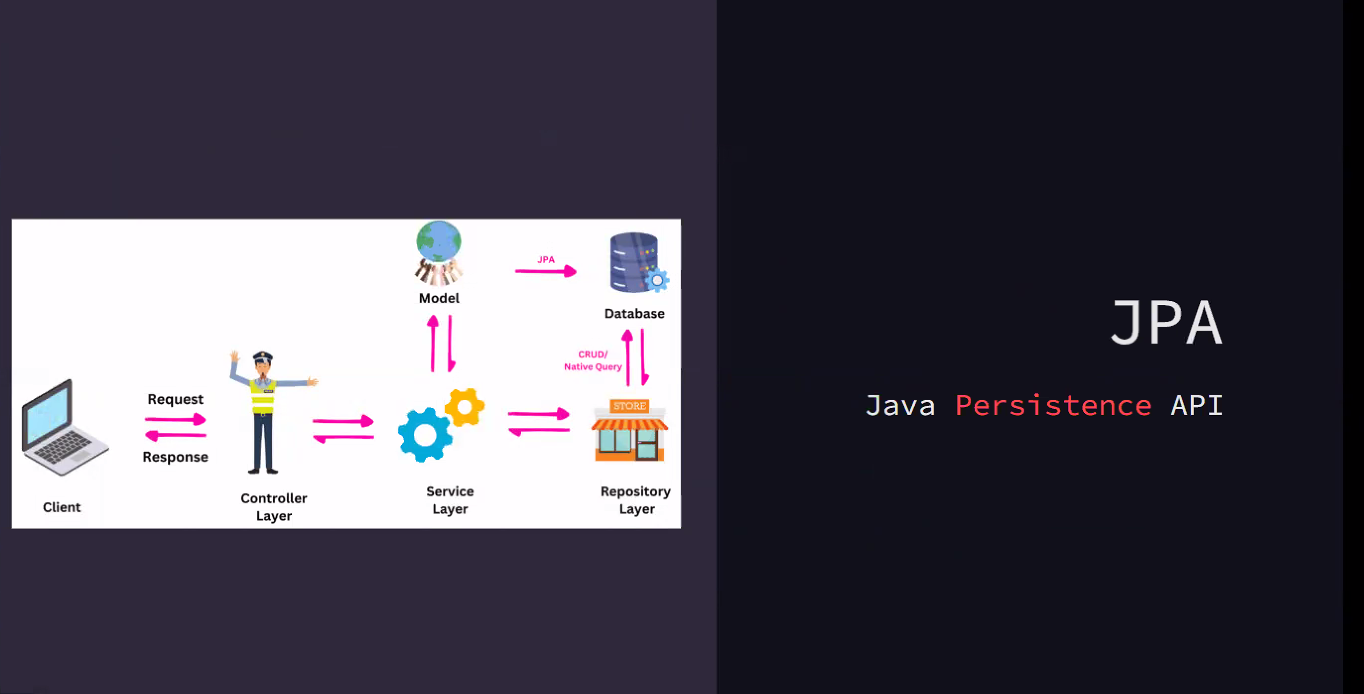 JPA
Model
Database
CRUD/
Native Query
Request
Response
STORE
Client
Controller
Layer
Service
Layer
Repository
Layer
JPA
Java Persistence API